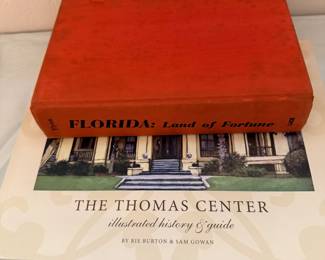 FLORIDA: Land of Fortune
THE THOMAS CENTER
illustrated history & guide
BY RIE BURTON & SAM GOWAN